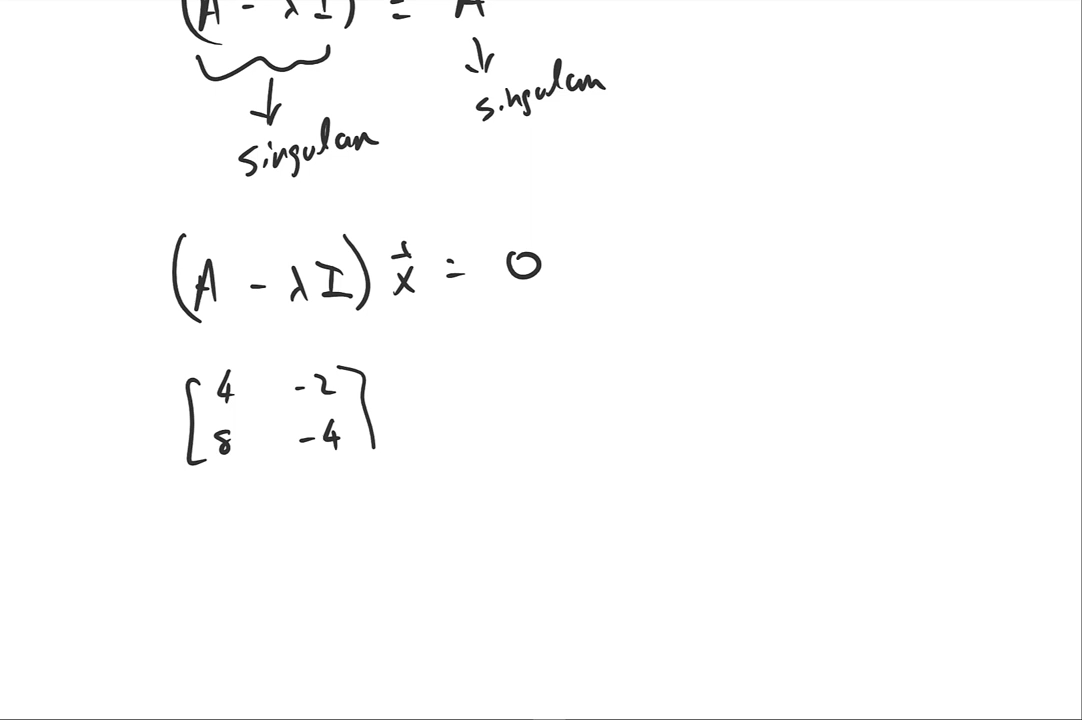 (A - λI) = A
singular
singular
(A - λI) x⃗ = 0
[4 -2
8 -4]